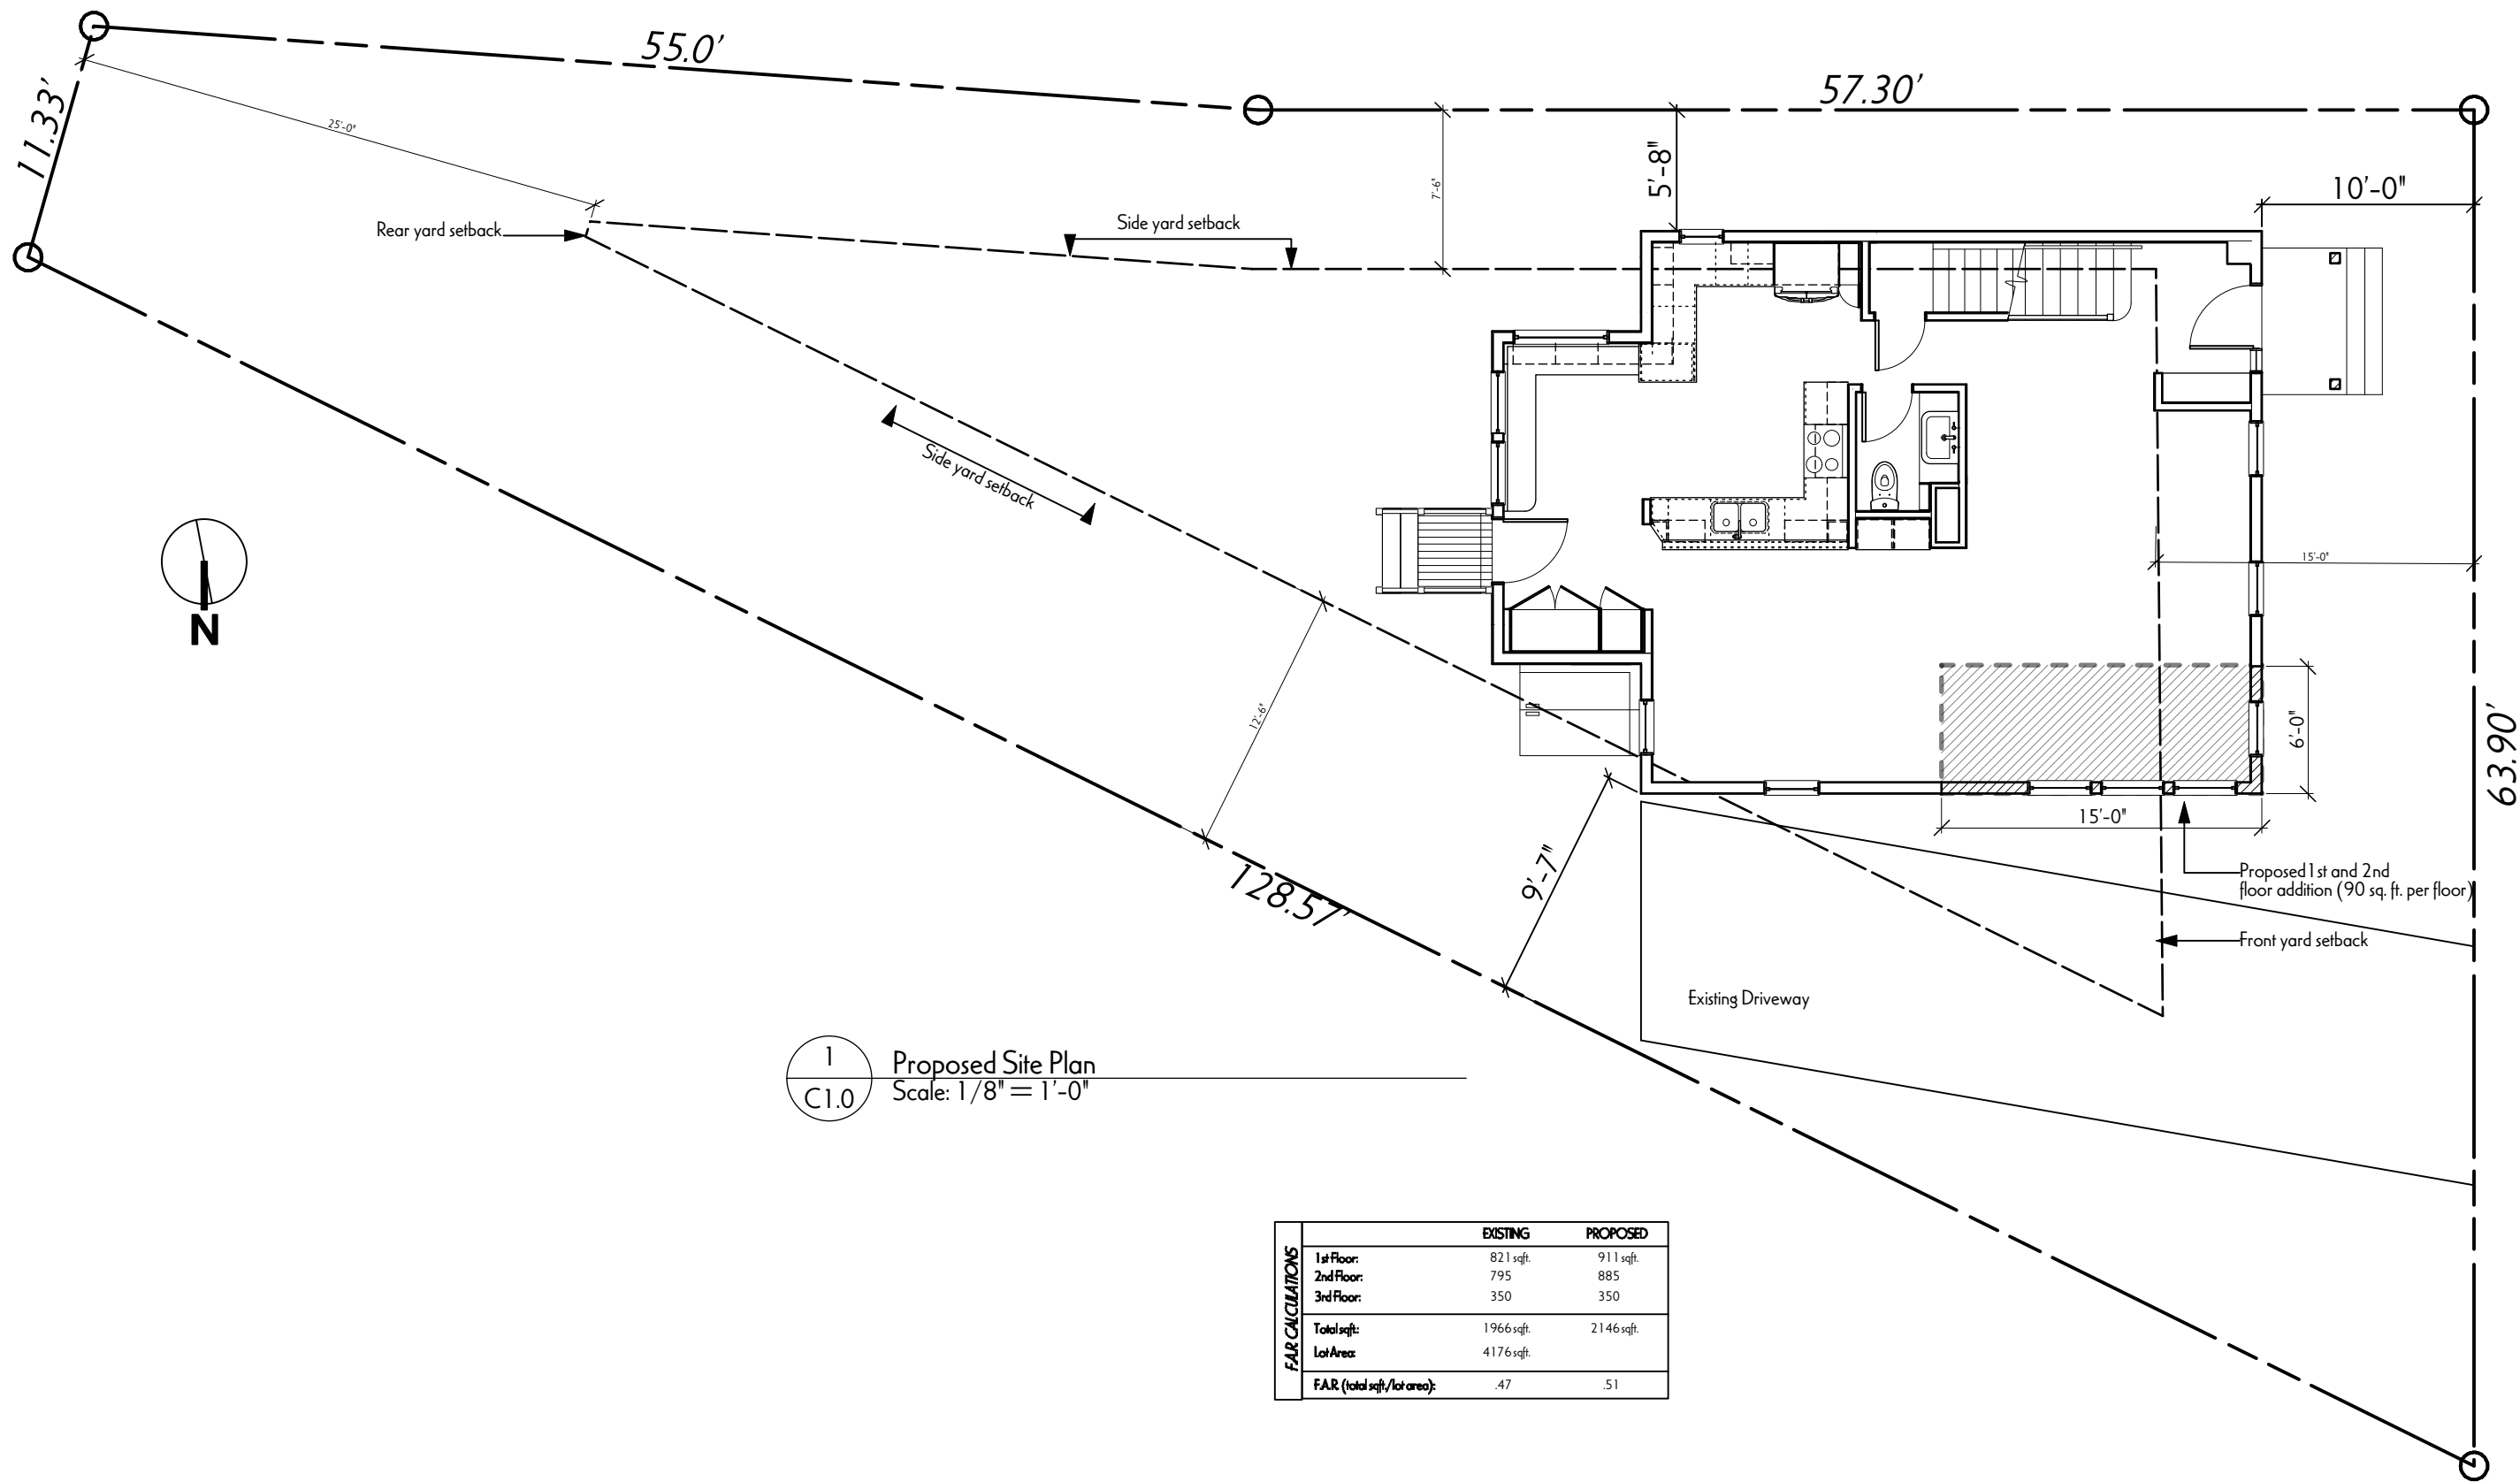 55.0'
57.30'
11.33'
25'-0"
7'-6"
5'-8"
10'-0"
Rear yard setback
Side yard setback
Side yard setback
N
15'-0"
12'-6"
6'-0"
63.90'
15'-0"
9'-7"
128.57'
Proposed 1st and 2nd
floor addition (90 sq. ft. per floor)
Front yard setback
Existing Driveway
1
C1.0
Proposed Site Plan
Scale: 1/8" = 1'-0"
F.A.R. CALCULATIONS
EXISTING PROPOSED
1st Floor: 821 sqft. 911 sqft.
2nd Floor: 795 885
3rd Floor: 350 350
Total sqft.: 1966 sqft. 2146 sqft.
Lot Area: 4176 sqft.
F.A.R. (total sqft./lot area): .47 .51